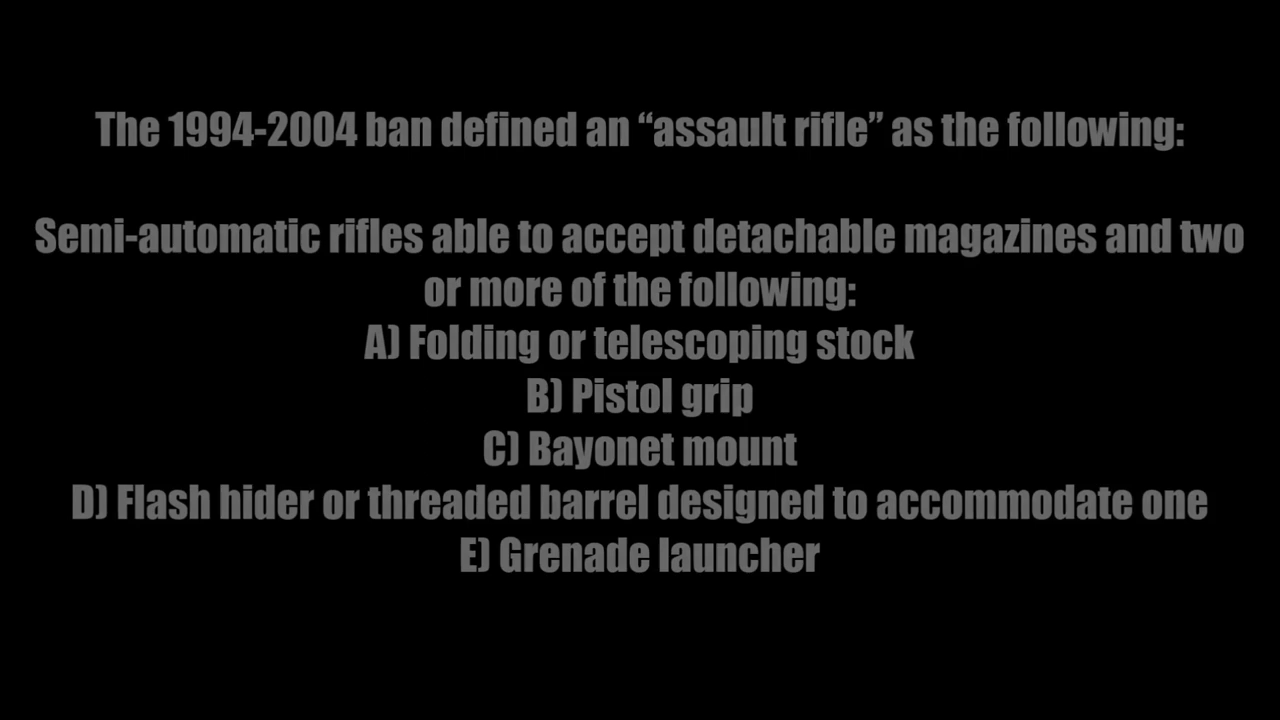 The 1994-2004 ban defined an “assault rifle” as the following:
Semi-automatic rifles able to accept detachable magazines and two
or more of the following:
A) Folding or telescoping stock
B) Pistol grip
C) Bayonet mount
D) Flash hider or threaded barrel designed to accommodate one
E) Grenade launcher